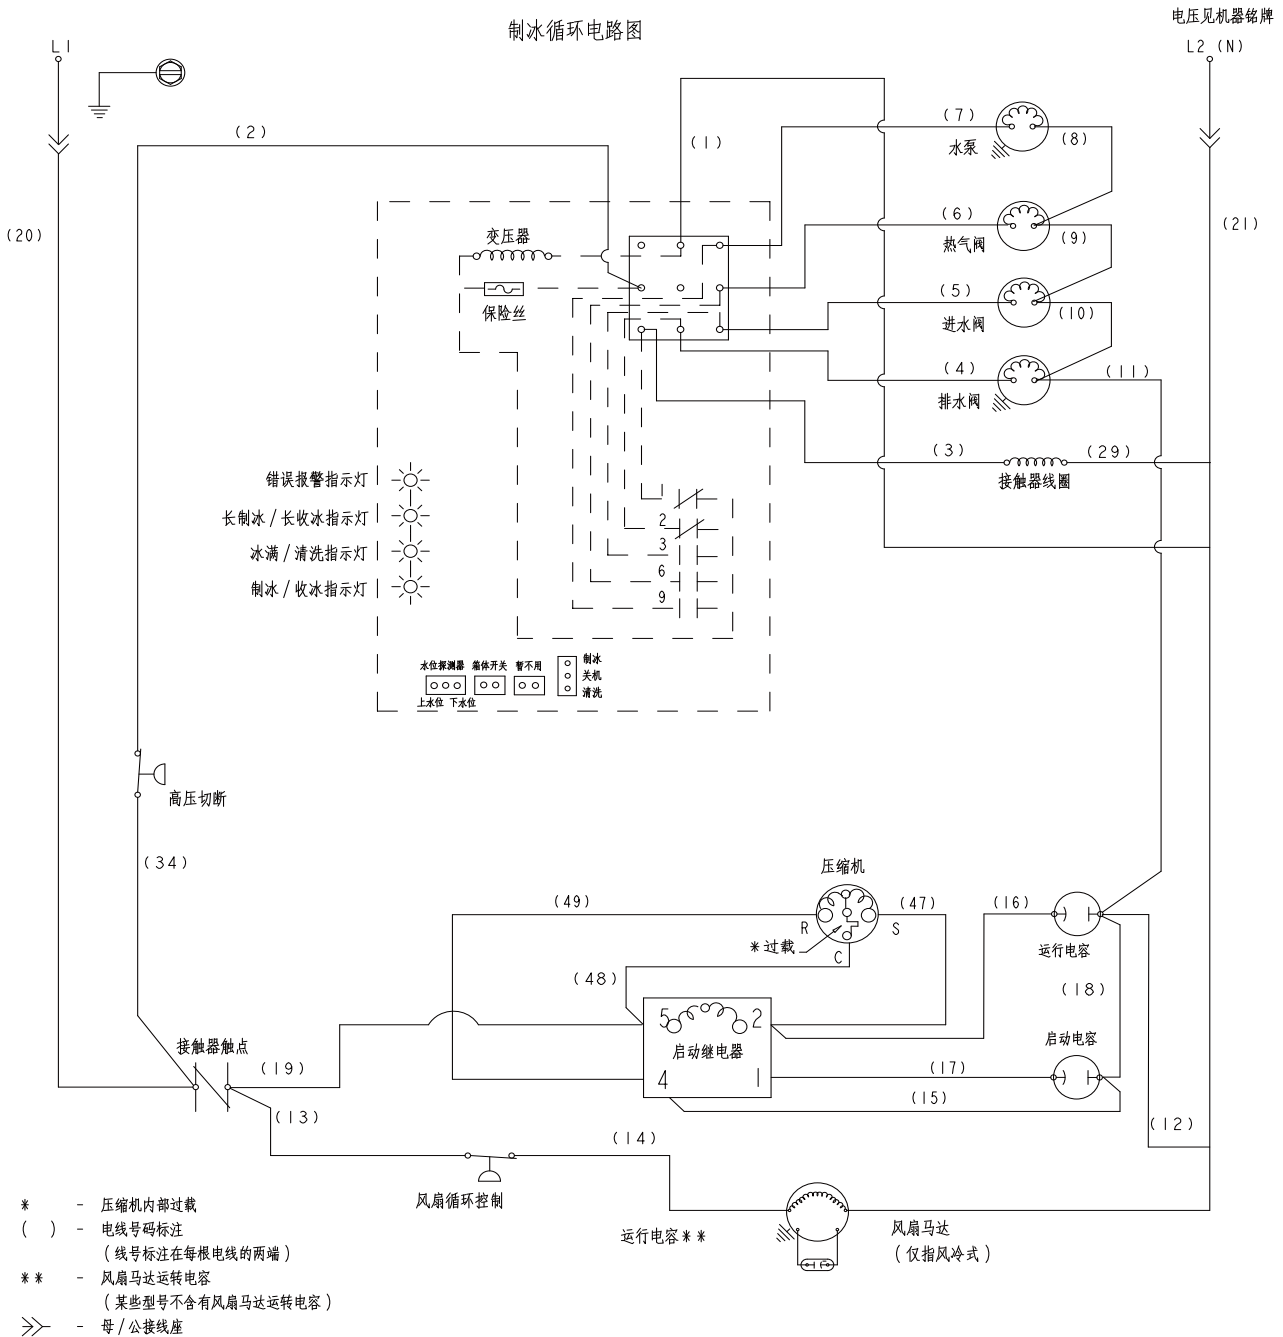 制冰循环电路图
电压见机器铭牌
L1
L2 (N)
(2)
(1)
(7)
水泵
(8)
(20)
(21)
变压器
(6)
热气阀
(9)
保险丝
(5)
进水阀
(10)
(4)
排水阀
(11)
(3)
(29)
接触器线圈
错误报警指示灯
长制冰/长收冰指示灯
冰满/清洗指示灯
制冰/收冰指示灯
2
3
6
9
水位探测器 箱体开关 暂不用
制冰
关机
清洗
上水位 下水位
高压切断
(34)
压缩机
(49)
(47)
(16)
R
S
*过载
C
运行电容
(48)
(18)
5
2
启动继电器
启动电容
接触器触点
(19)
4
1
(17)
(15)
(13)
(14)
(12)
风扇循环控制
运行电容**
风扇马达
(仅指风冷式)
* - 压缩机内部过载
( ) - 电线号码标注
(线号标注在每根电线的两端)
** - 风扇马达运转电容
(某些型号不含有风扇马达运转电容)
- 母/公接线座